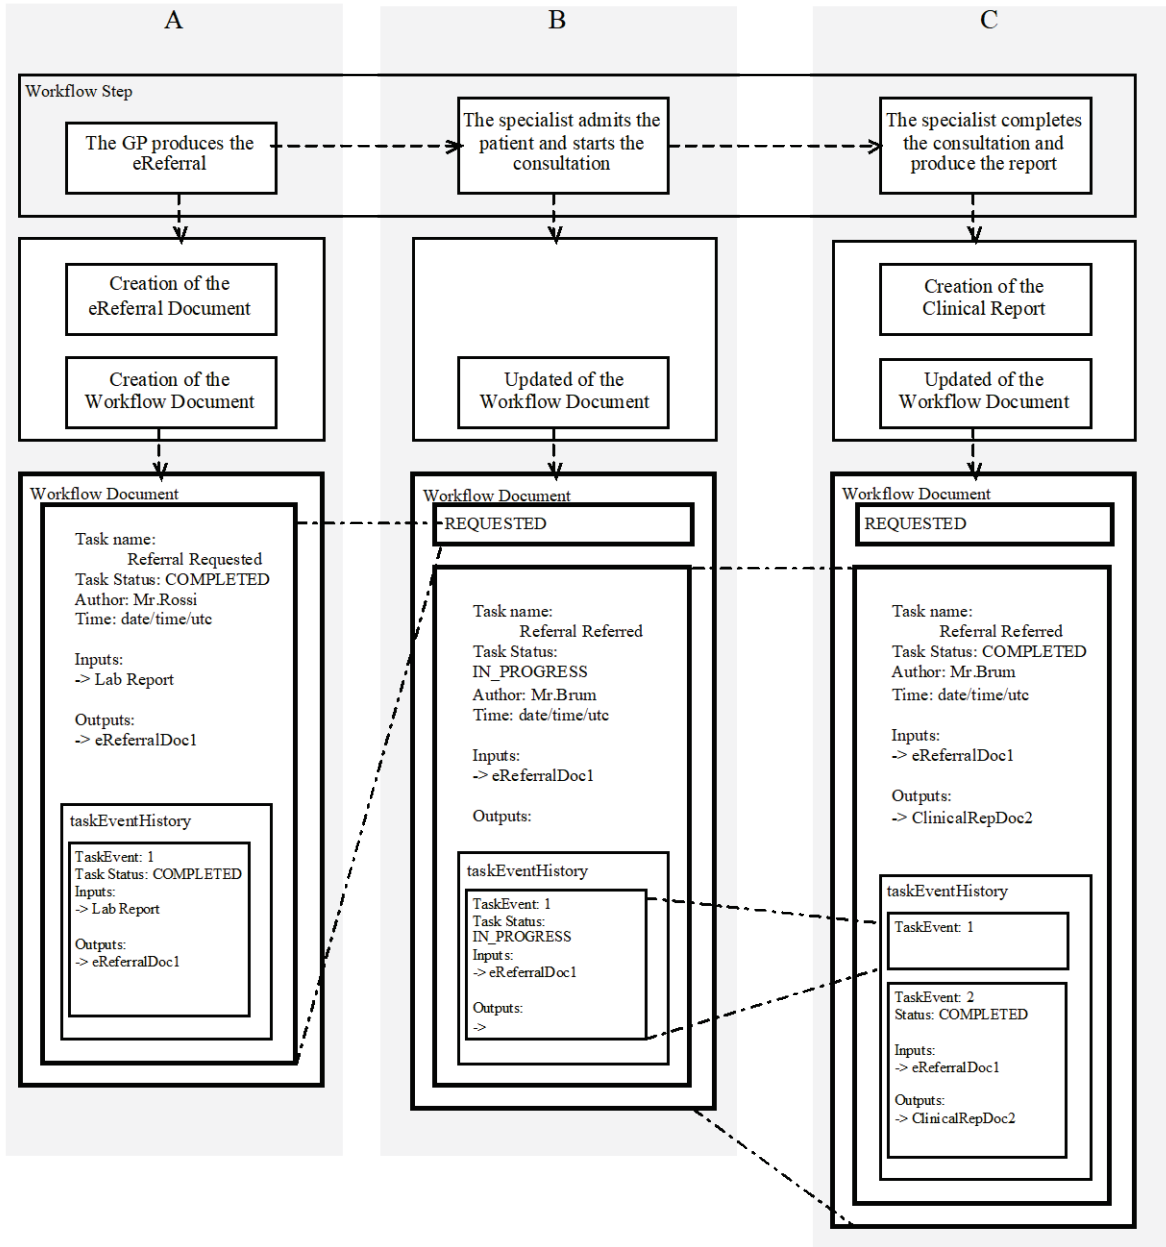 A
B
C
Workflow Step
The GP produces the
eReferral
The specialist admits the
patient and starts the
consultation
The specialist completes
the consultation and
produce the report
Creation of the
eReferral Document
Creation of the
Workflow Document
Updated of the
Workflow Document
Creation of the
Clinical Report
Updated of the
Workflow Document
Workflow Document
Task name:
Referral Requested
Task Status: COMPLETED
Author: Mr.Rossi
Time: date/time/utc
Inputs:
-> Lab Report
Outputs:
-> eReferralDoc1
taskEventHistory
TaskEvent: 1
Task Status: COMPLETED
Inputs:
-> Lab Report
Outputs:
-> eReferralDoc1
Workflow Document
REQUESTED
Task name:
Referral Referred
Task Status:
IN_PROGRESS
Author: Mr.Brum
Time: date/time/utc
Inputs:
-> eReferralDoc1
Outputs:
taskEventHistory
TaskEvent: 1
Task Status:
IN_PROGRESS
Inputs:
-> eReferralDoc1
Outputs:
->
Workflow Document
REQUESTED
Task name:
Referral Referred
Task Status: COMPLETED
Author: Mr.Brum
Time: date/time/utc
Inputs:
-> eReferralDoc1
Outputs:
-> ClinicalRepDoc2
taskEventHistory
TaskEvent: 1
TaskEvent: 2
Status: COMPLETED
Inputs:
-> eReferralDoc1
Outputs:
-> ClinicalRepDoc2